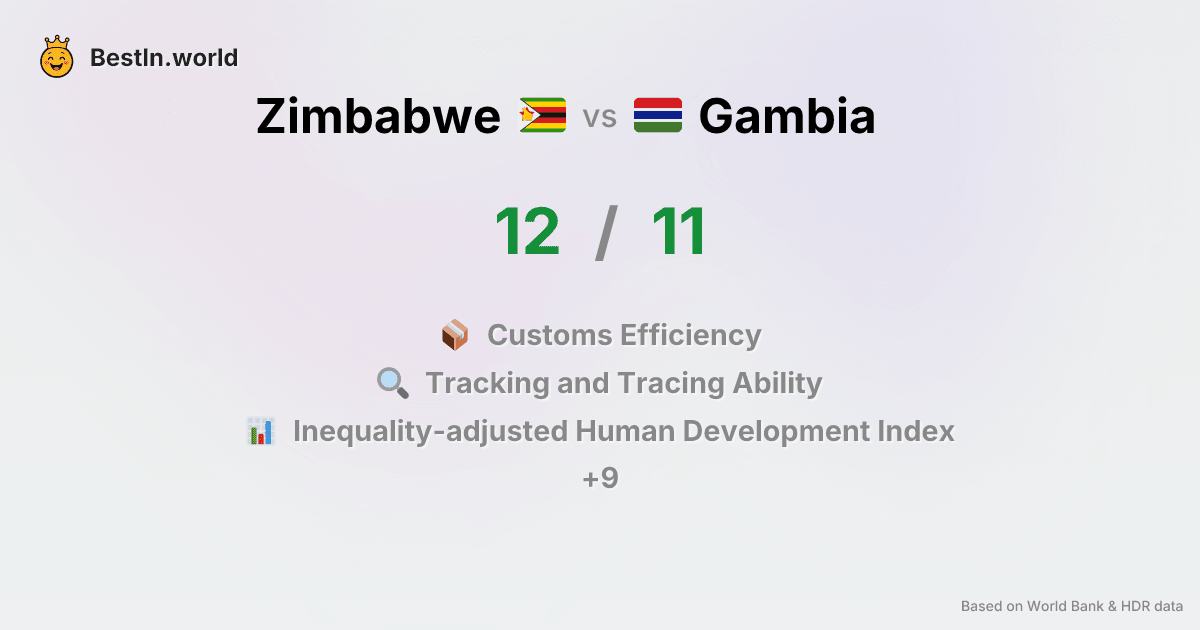 BestIn.world
Zimbabwe vs Gambia
12 / 11
Customs Efficiency
Tracking and Tracing Ability
Inequality-adjusted Human Development Index
+9
Based on World Bank & HDR data